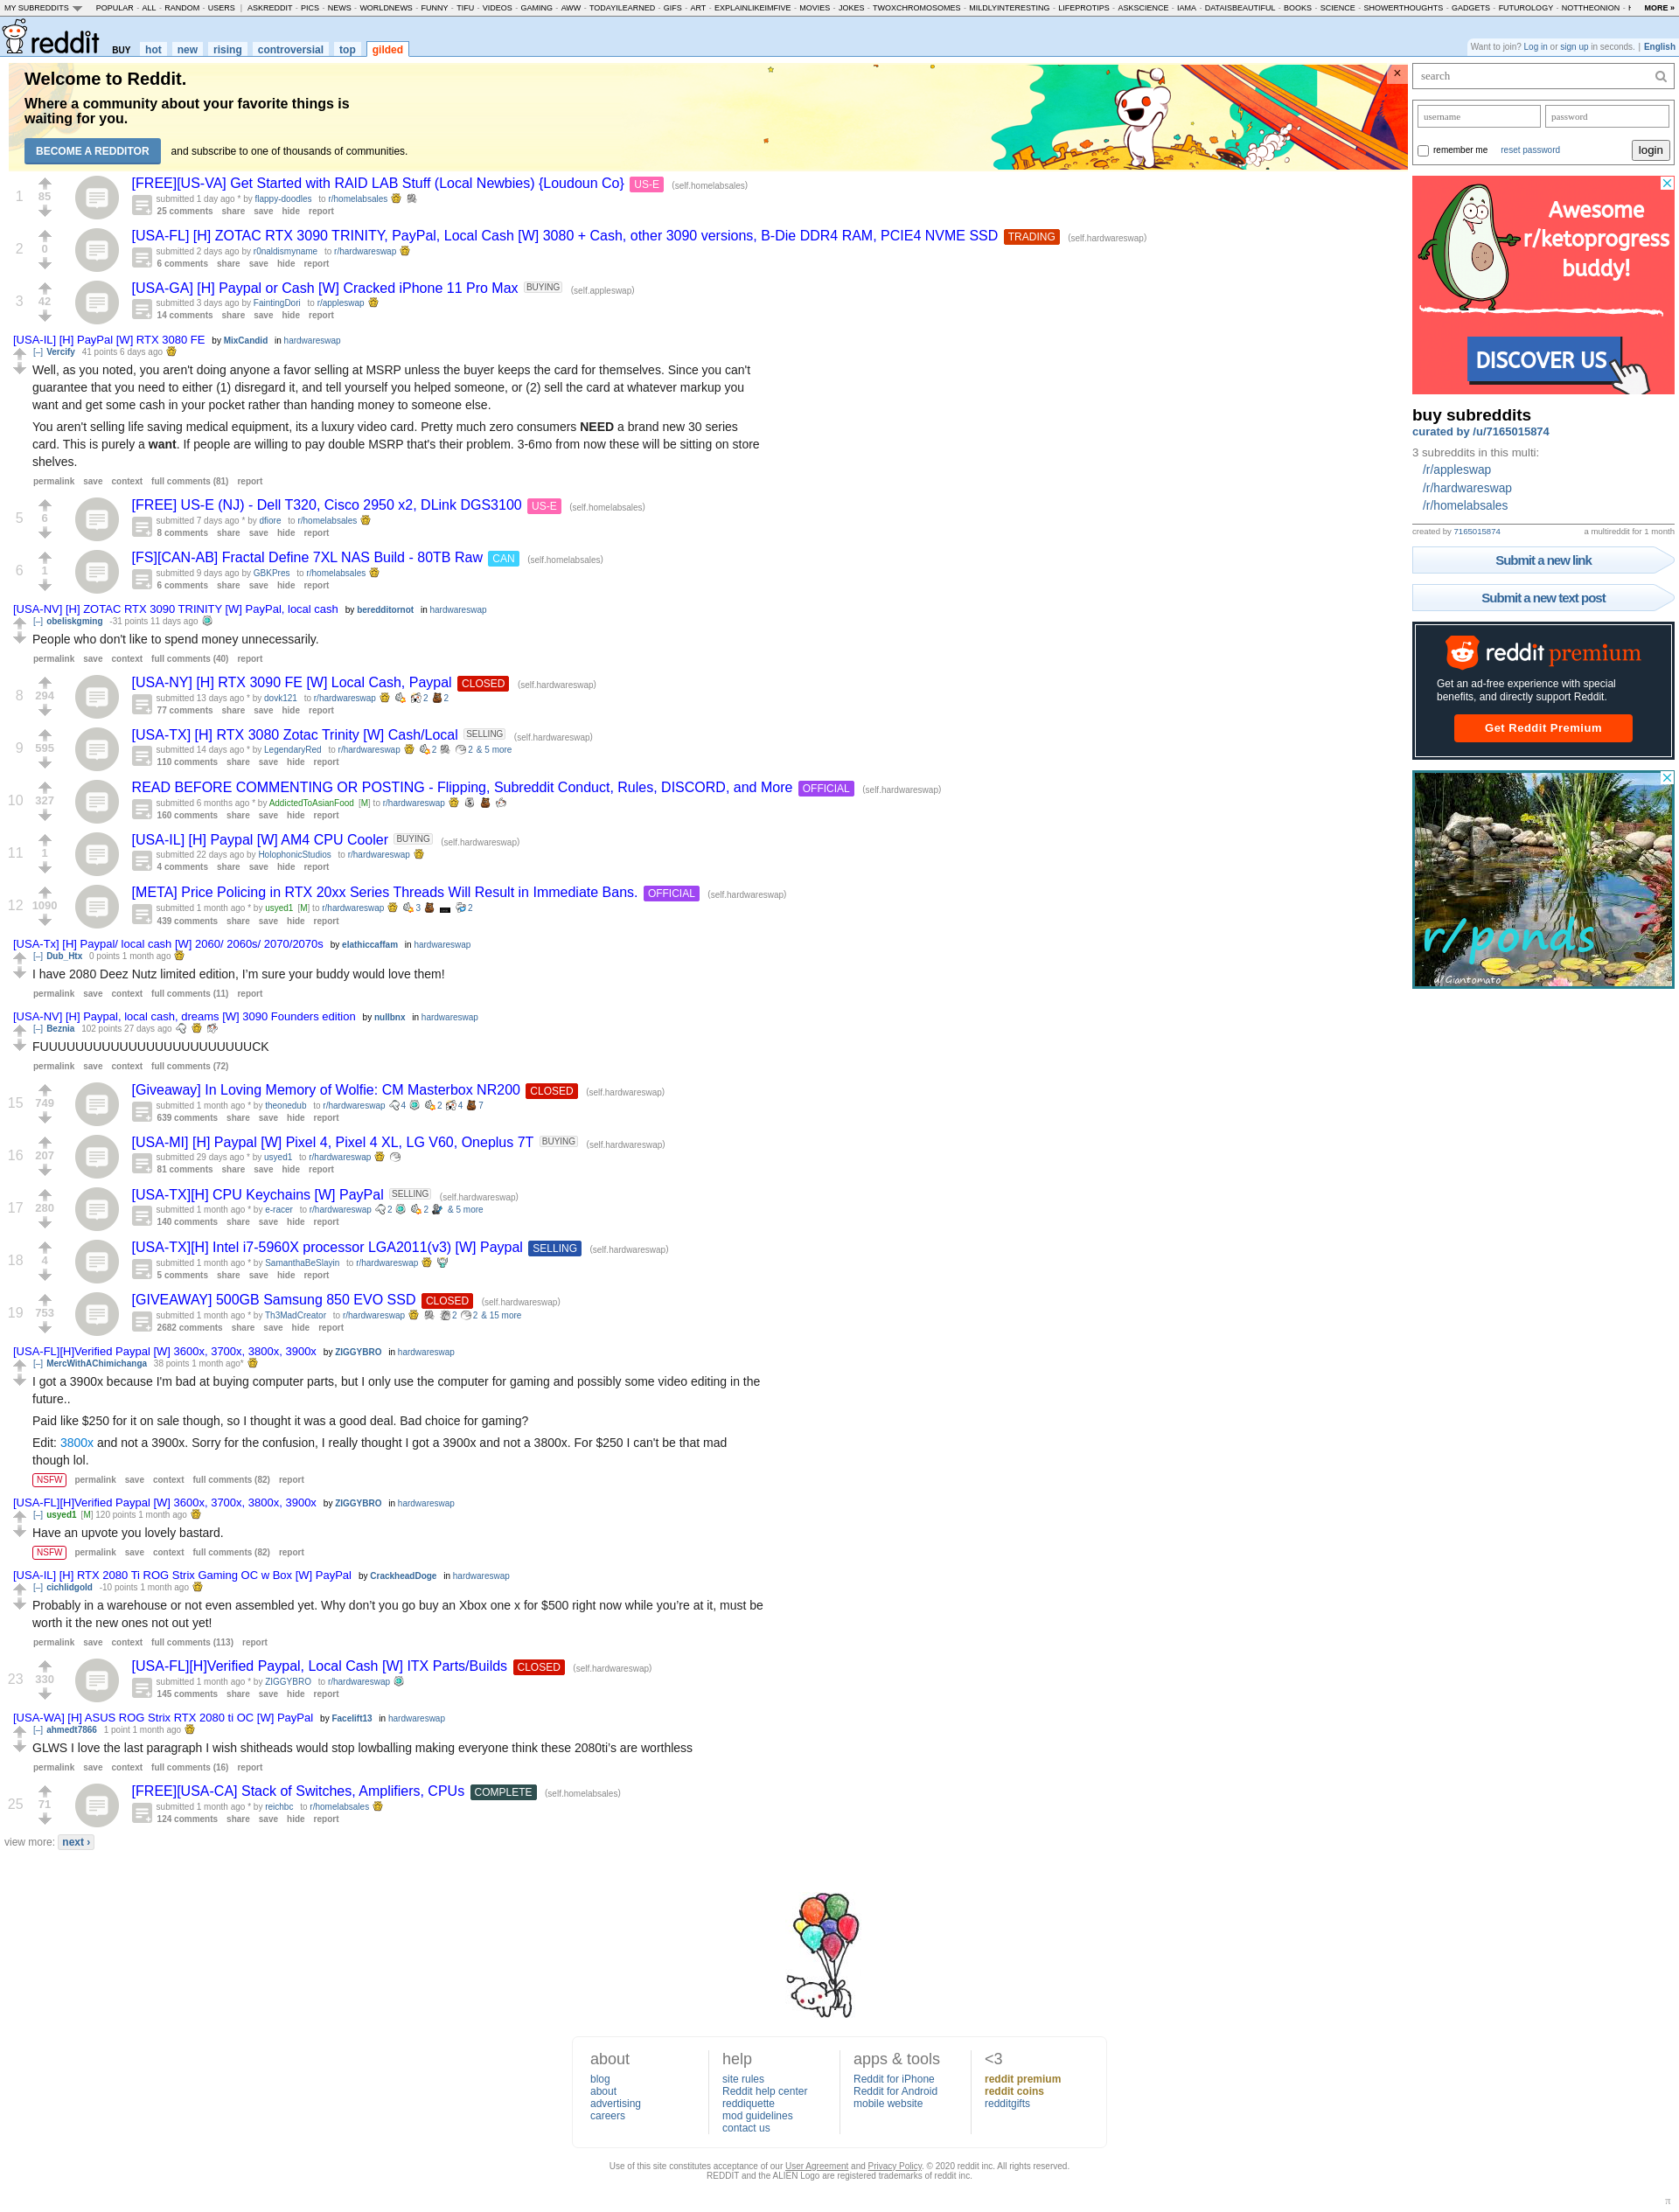 MY SUBREDDITS POPULAR - ALL - RANDOM - USERS | ASKREDDIT - PICS - NEWS - WORLDNEWS - FUNNY - TIFU - VIDEOS - GAMING - AWW - TODAYILEARNED - GIFS - ART - EXPLAINLIKEIMFIVE - MOVIES - JOKES - TWOXCHROMOSOMES - MILDLYINTERESTING - LIFEPROTIPS - ASKSCIENCE - IAMA - DATAISBEAUTIFUL - BOOKS - SCIENCE - SHOWERTHOUGHTS - GADGETS - FUTUROLOGY - NOTTHEONION - MORE »
reddit BUY hot new rising controversial top gilded
Want to join? Log in or sign up in seconds. | English
Welcome to Reddit.
Where a community about your favorite things is
waiting for you.
BECOME A REDDITOR and subscribe to one of thousands of communities.
×
1
85
[FREE][US-VA] Get Started with RAID LAB Stuff (Local Newbies) {Loudoun Co} US-E (self.homelabsales)
submitted 1 day ago * by flappy-doodles to r/homelabsales
25 comments share save hide report
2
0
[USA-FL] [H] ZOTAC RTX 3090 TRINITY, PayPal, Local Cash [W] 3080 + Cash, other 3090 versions, B-Die DDR4 RAM, PCIE4 NVME SSD TRADING (self.hardwareswap)
submitted 2 days ago by r0naldismyname to r/hardwareswap
6 comments share save hide report
3
42
[USA-GA] [H] Paypal or Cash [W] Cracked iPhone 11 Pro Max BUYING (self.appleswap)
submitted 3 days ago by FaintingDori to r/appleswap
14 comments share save hide report
[USA-IL] [H] PayPal [W] RTX 3080 FE by MixCandid in hardwareswap
[–] Vercify 41 points 6 days ago
Well, as you noted, you aren't doing anyone a favor selling at MSRP unless the buyer keeps the card for themselves. Since you can't
guarantee that you need to either (1) disregard it, and tell yourself you helped someone, or (2) sell the card at whatever markup you
want and get some cash in your pocket rather than handing money to someone else.
You aren't selling life saving medical equipment, its a luxury video card. Pretty much zero consumers NEED a brand new 30 series
card. This is purely a want. If people are willing to pay double MSRP that's their problem. 3-6mo from now these will be sitting on store
shelves.
permalink save context full comments (81) report
5
6
[FREE] US-E (NJ) - Dell T320, Cisco 2950 x2, DLink DGS3100 US-E (self.homelabsales)
submitted 7 days ago * by dfiore to r/homelabsales
8 comments share save hide report
6
1
[FS][CAN-AB] Fractal Define 7XL NAS Build - 80TB Raw CAN (self.homelabsales)
submitted 9 days ago by GBKPres to r/homelabsales
6 comments share save hide report
[USA-NV] [H] ZOTAC RTX 3090 TRINITY [W] PayPal, local cash by beredditornot in hardwareswap
[–] obeliskgming -31 points 11 days ago
People who don't like to spend money unnecessarily.
permalink save context full comments (40) report
8
294
[USA-NY] [H] RTX 3090 FE [W] Local Cash, Paypal CLOSED (self.hardwareswap)
submitted 13 days ago * by dovk121 to r/hardwareswap 2 2
77 comments share save hide report
9
595
[USA-TX] [H] RTX 3080 Zotac Trinity [W] Cash/Local SELLING (self.hardwareswap)
submitted 14 days ago * by LegendaryRed to r/hardwareswap 2 2 & 5 more
110 comments share save hide report
10
327
READ BEFORE COMMENTING OR POSTING - Flipping, Subreddit Conduct, Rules, DISCORD, and More OFFICIAL (self.hardwareswap)
submitted 6 months ago * by AddictedToAsianFood [M] to r/hardwareswap
160 comments share save hide report
11
1
[USA-IL] [H] Paypal [W] AM4 CPU Cooler BUYING (self.hardwareswap)
submitted 22 days ago by HolophonicStudios to r/hardwareswap
4 comments share save hide report
12
1090
[META] Price Policing in RTX 20xx Series Threads Will Result in Immediate Bans. OFFICIAL (self.hardwareswap)
submitted 1 month ago * by usyed1 [M] to r/hardwareswap 3 2
439 comments share save hide report
[USA-Tx] [H] Paypal/ local cash [W] 2060/ 2060s/ 2070/2070s by elathiccaffam in hardwareswap
[–] Dub_Htx 0 points 1 month ago
I have 2080 Deez Nutz limited edition, I'm sure your buddy would love them!
permalink save context full comments (11) report
[USA-NV] [H] Paypal, local cash, dreams [W] 3090 Founders edition by nullbnx in hardwareswap
[–] Beznia 102 points 27 days ago
FUUUUUUUUUUUUUUUUUUUUUUUUCK
permalink save context full comments (72)
15
749
[Giveaway] In Loving Memory of Wolfie: CM Masterbox NR200 CLOSED (self.hardwareswap)
submitted 1 month ago * by theonedub to r/hardwareswap 4 2 4 7
639 comments share save hide report
16
207
[USA-MI] [H] Paypal [W] Pixel 4, Pixel 4 XL, LG V60, Oneplus 7T BUYING (self.hardwareswap)
submitted 29 days ago * by usyed1 to r/hardwareswap
81 comments share save hide report
17
280
[USA-TX][H] CPU Keychains [W] PayPal SELLING (self.hardwareswap)
submitted 1 month ago * by e-racer to r/hardwareswap 2 2 & 5 more
140 comments share save hide report
18
4
[USA-TX][H] Intel i7-5960X processor LGA2011(v3) [W] Paypal SELLING (self.hardwareswap)
submitted 1 month ago * by SamanthaBeSlayin to r/hardwareswap
5 comments share save hide report
19
753
[GIVEAWAY] 500GB Samsung 850 EVO SSD CLOSED (self.hardwareswap)
submitted 1 month ago * by Th3MadCreator to r/hardwareswap 2 2 & 15 more
2682 comments share save hide report
[USA-FL][H]Verified Paypal [W] 3600x, 3700x, 3800x, 3900x by ZIGGYBRO in hardwareswap
[–] MercWithAChimichanga 38 points 1 month ago*
I got a 3900x because I'm bad at buying computer parts, but I only use the computer for gaming and possibly some video editing in the
future..
Paid like $250 for it on sale though, so I thought it was a good deal. Bad choice for gaming?
Edit: 3800x and not a 3900x. Sorry for the confusion, I really thought I got a 3900x and not a 3800x. For $250 I can't be that mad
though lol.
NSFW permalink save context full comments (82) report
[USA-FL][H]Verified Paypal [W] 3600x, 3700x, 3800x, 3900x by ZIGGYBRO in hardwareswap
[–] usyed1 [M] 120 points 1 month ago
Have an upvote you lovely bastard.
NSFW permalink save context full comments (82) report
[USA-IL] [H] RTX 2080 Ti ROG Strix Gaming OC w Box [W] PayPal by CrackheadDoge in hardwareswap
[–] cichlidgold -10 points 1 month ago
Probably in a warehouse or not even assembled yet. Why don't you go buy an Xbox one x for $500 right now while you're at it, must be
worth it the new ones not out yet!
permalink save context full comments (113) report
23
330
[USA-FL][H]Verified Paypal, Local Cash [W] ITX Parts/Builds CLOSED (self.hardwareswap)
submitted 1 month ago * by ZIGGYBRO to r/hardwareswap
145 comments share save hide report
[USA-WA] [H] ASUS ROG Strix RTX 2080 ti OC [W] PayPal by Facelift13 in hardwareswap
[–] ahmedt7866 1 point 1 month ago
GLWS I love the last paragraph I wish shitheads would stop lowballing making everyone think these 2080ti's are worthless
permalink save context full comments (16) report
25
71
[FREE][USA-CA] Stack of Switches, Amplifiers, CPUs COMPLETE (self.homelabsales)
submitted 1 month ago * by reichbc to r/homelabsales
124 comments share save hide report
view more: next ›
search
username password
remember me reset password login
Awesome
r/ketoprogress
buddy!
DISCOVER US
buy subreddits
curated by /u/7165015874
3 subreddits in this multi:
/r/appleswap
/r/hardwareswap
/r/homelabsales
created by 7165015874 a multireddit for 1 month
Submit a new link
Submit a new text post
reddit premium
Get an ad-free experience with special
benefits, and directly support Reddit.
Get Reddit Premium
r/ponds
u/Giantomato
about
blog
about
advertising
careers
help
site rules
Reddit help center
reddiquette
mod guidelines
contact us
apps & tools
Reddit for iPhone
Reddit for Android
mobile website
<3
reddit premium
reddit coins
redditgifts
Use of this site constitutes acceptance of our User Agreement and Privacy Policy. © 2020 reddit inc. All rights reserved.
REDDIT and the ALIEN Logo are registered trademarks of reddit inc.
π